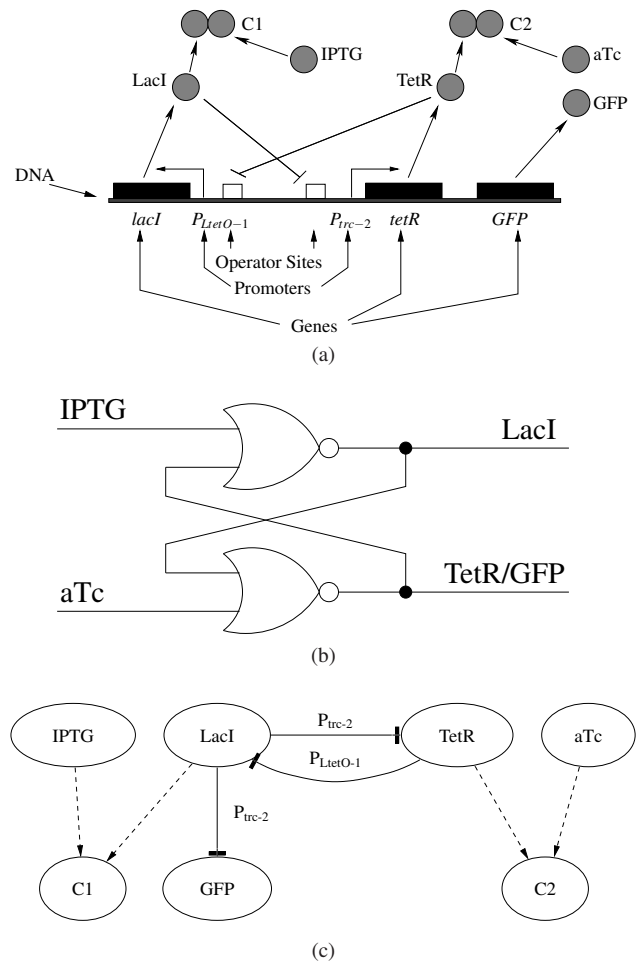 C1
C2
IPTG
aTc
LacI
TetR
GFP
DNA
lacI
P_LtetO−1
P_trc−2
tetR
GFP
Operator Sites
Promoters
Genes
(a)
IPTG
LacI
aTc
TetR/GFP
(b)
IPTG
LacI
P_trc-2
TetR
aTc
P_LtetO-1
P_trc-2
C1
GFP
C2
(c)